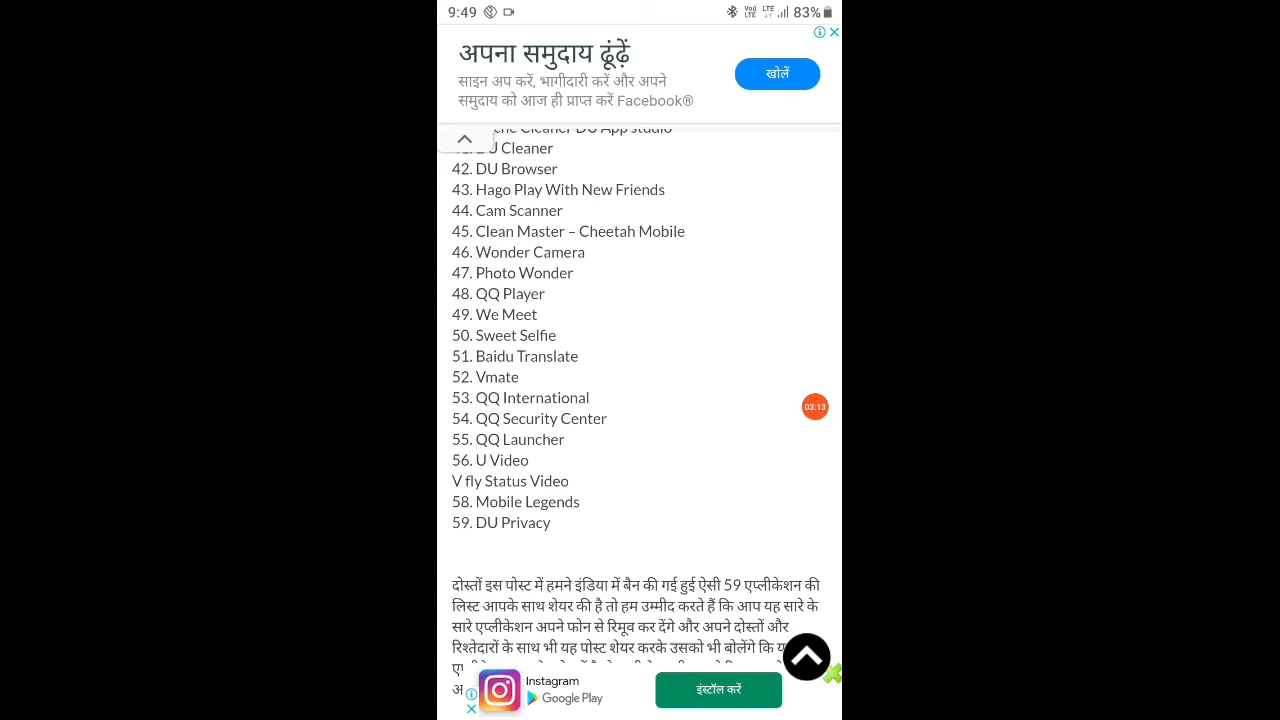 9:49
Vo) LTE LTE 83%
अपना समुदाय ढूंढ़ें
साइन अप करें, भागीदारी करें और अपने
समुदाय को आज ही प्राप्त करें Facebook®
खोलें
Cleaner DU App studio
DU Cleaner
42. DU Browser
43. Hago Play With New Friends
44. Cam Scanner
45. Clean Master – Cheetah Mobile
46. Wonder Camera
47. Photo Wonder
48. QQ Player
49. We Meet
50. Sweet Selfie
51. Baidu Translate
52. Vmate
53. QQ International
03:13
54. QQ Security Center
55. QQ Launcher
56. U Video
V fly Status Video
58. Mobile Legends
59. DU Privacy
दोस्तों इस पोस्ट में हमने इंडिया में बैन की गई हुई ऐसी 59 एप्लीकेशन की
लिस्ट आपके साथ शेयर की है तो हम उम्मीद करते हैं कि आप यह सारे के
सारे एप्लीकेशन अपने फोन से रिमूव कर देंगे और अपने दोस्तों और
रिश्तेदारों के साथ भी यह पोस्ट शेयर करके उसको भी बोलेंगे कि
Instagram
Google Play
इंस्टॉल करें